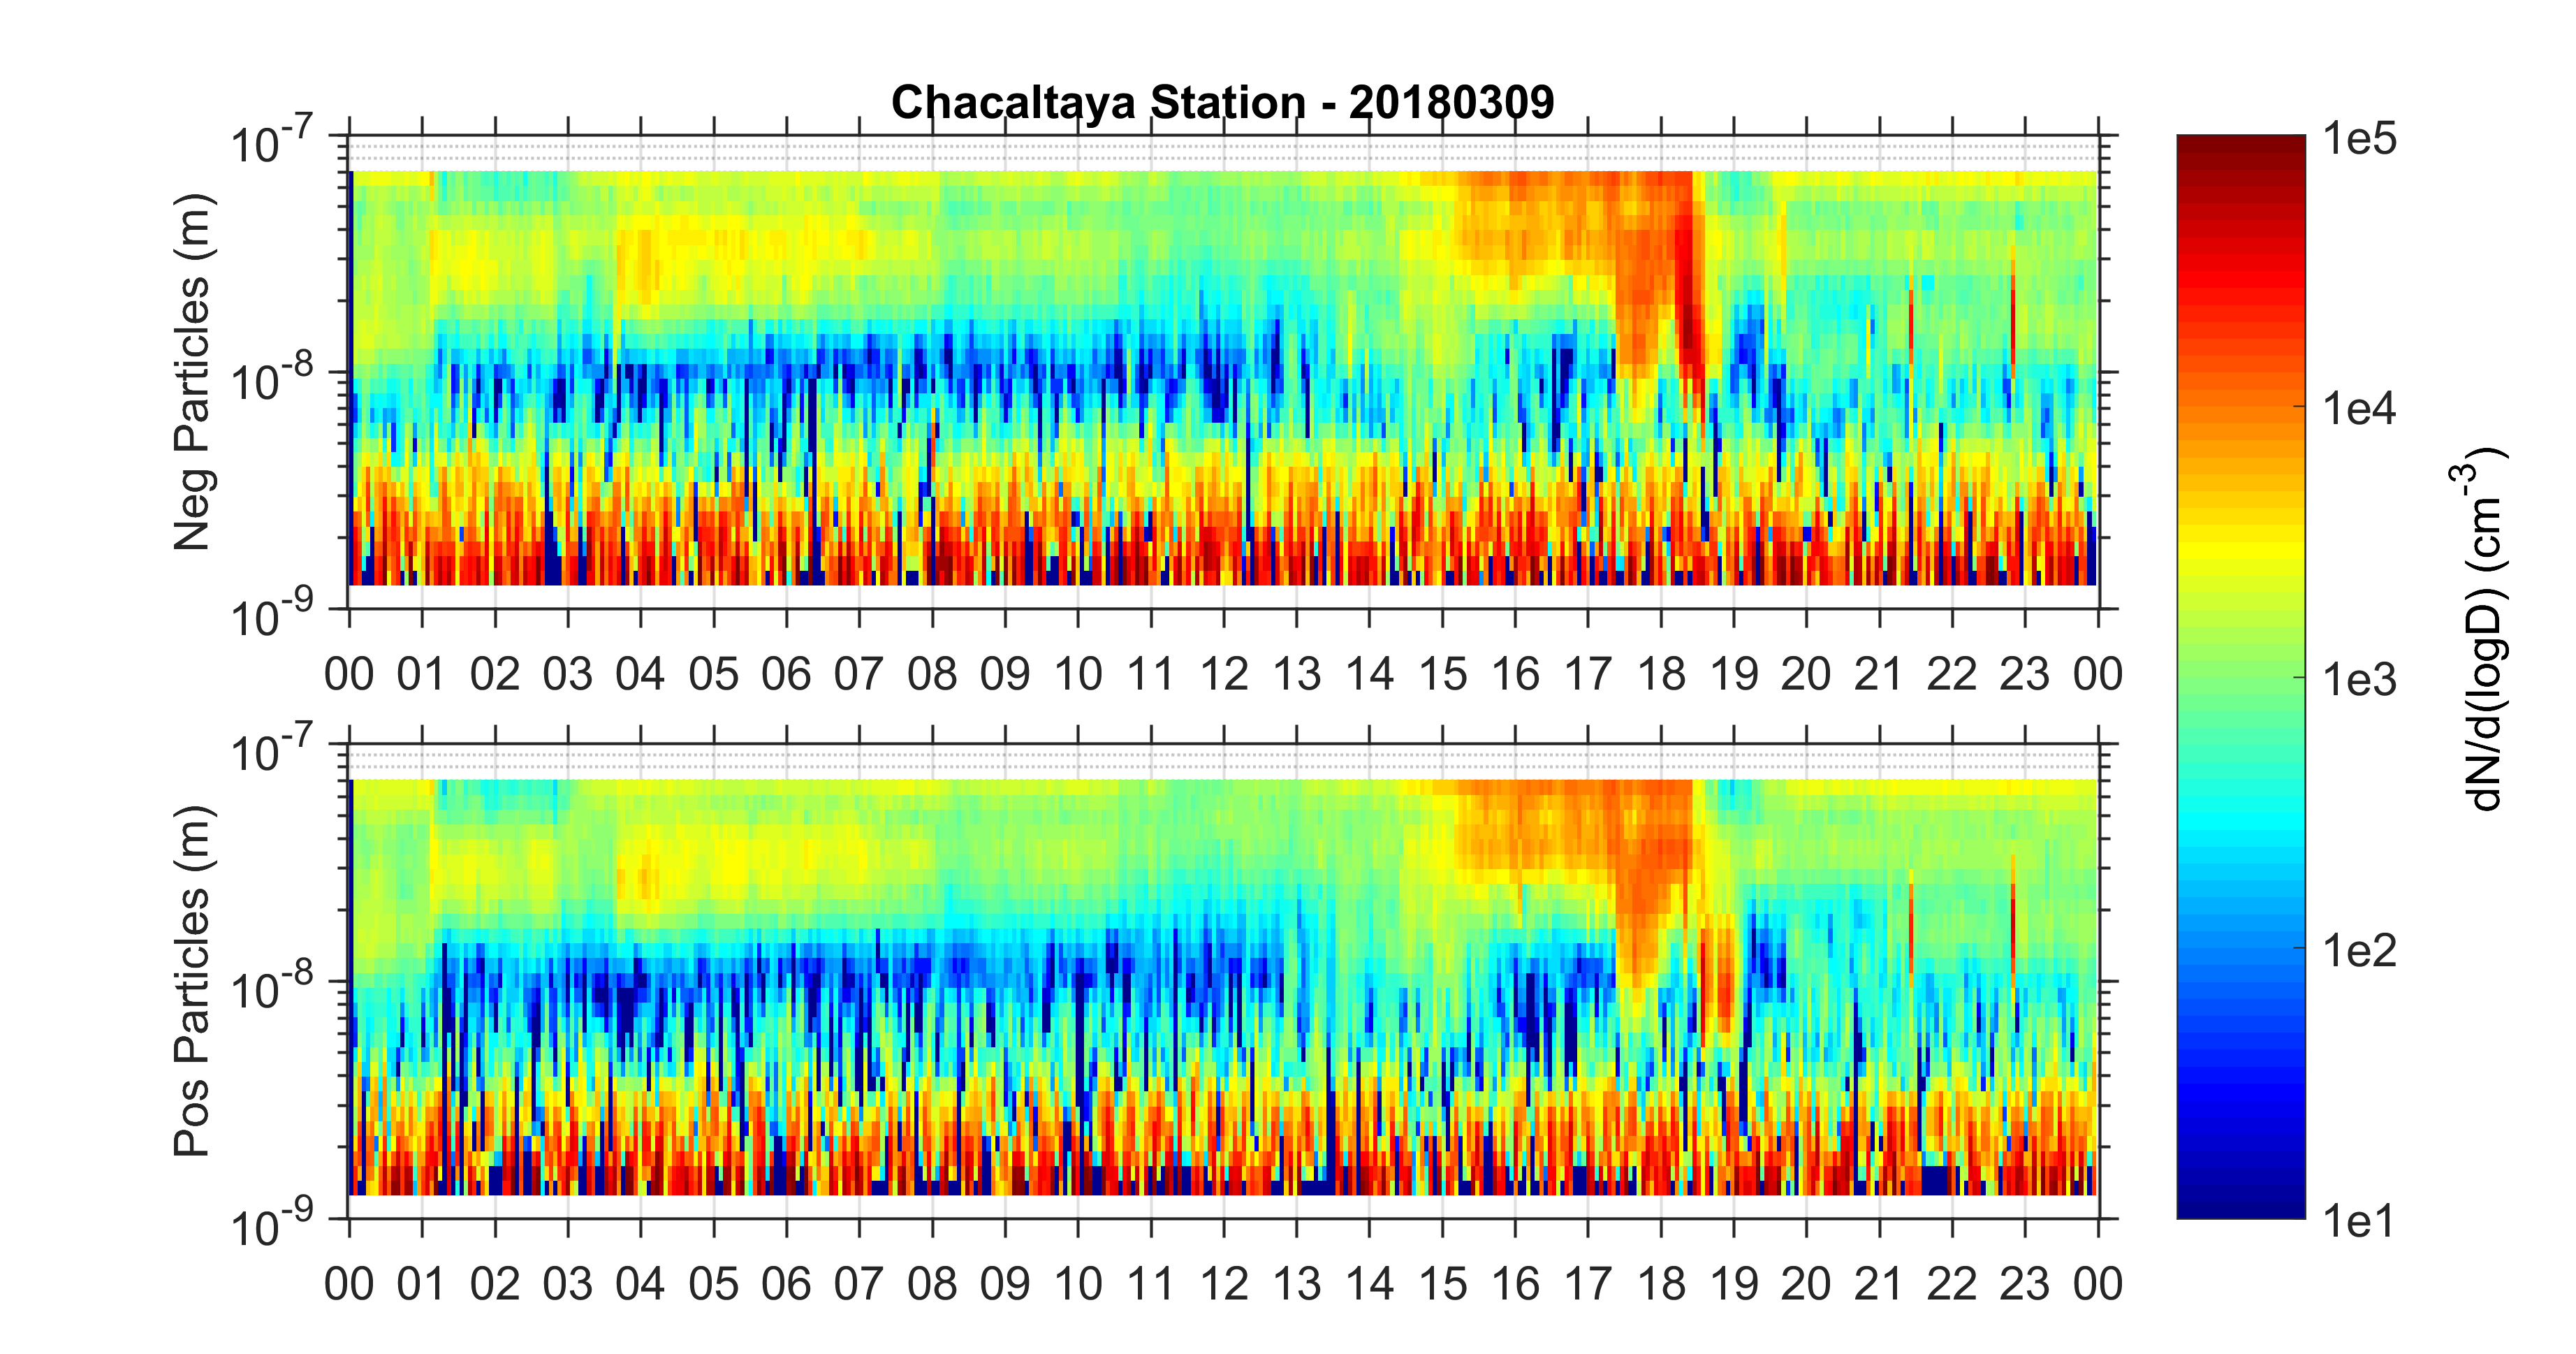 Chacaltaya Station - 20180309
Neg Particles (m)
10^-7
10^-8
10^-9
00 01 02 03 04 05 06 07 08 09 10 11 12 13 14 15 16 17 18 19 20 21 22 23 00
Pos Particles (m)
10^-7
10^-8
10^-9
00 01 02 03 04 05 06 07 08 09 10 11 12 13 14 15 16 17 18 19 20 21 22 23 00
1e5
1e4
1e3
1e2
1e1
dN/d(logD) (cm^-3)